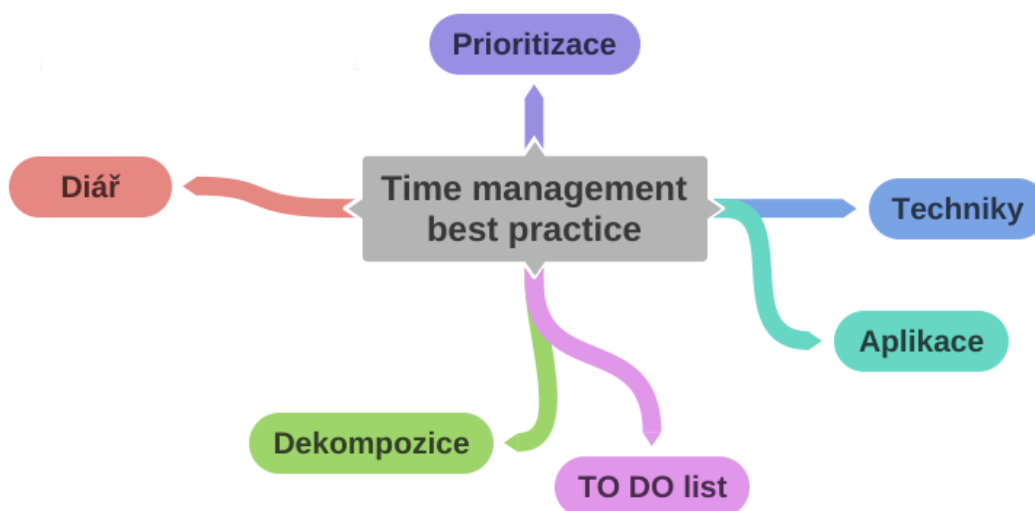 Prioritizace
Diář
Time management
best practice
Techniky
Aplikace
Dekompozice
TO DO list